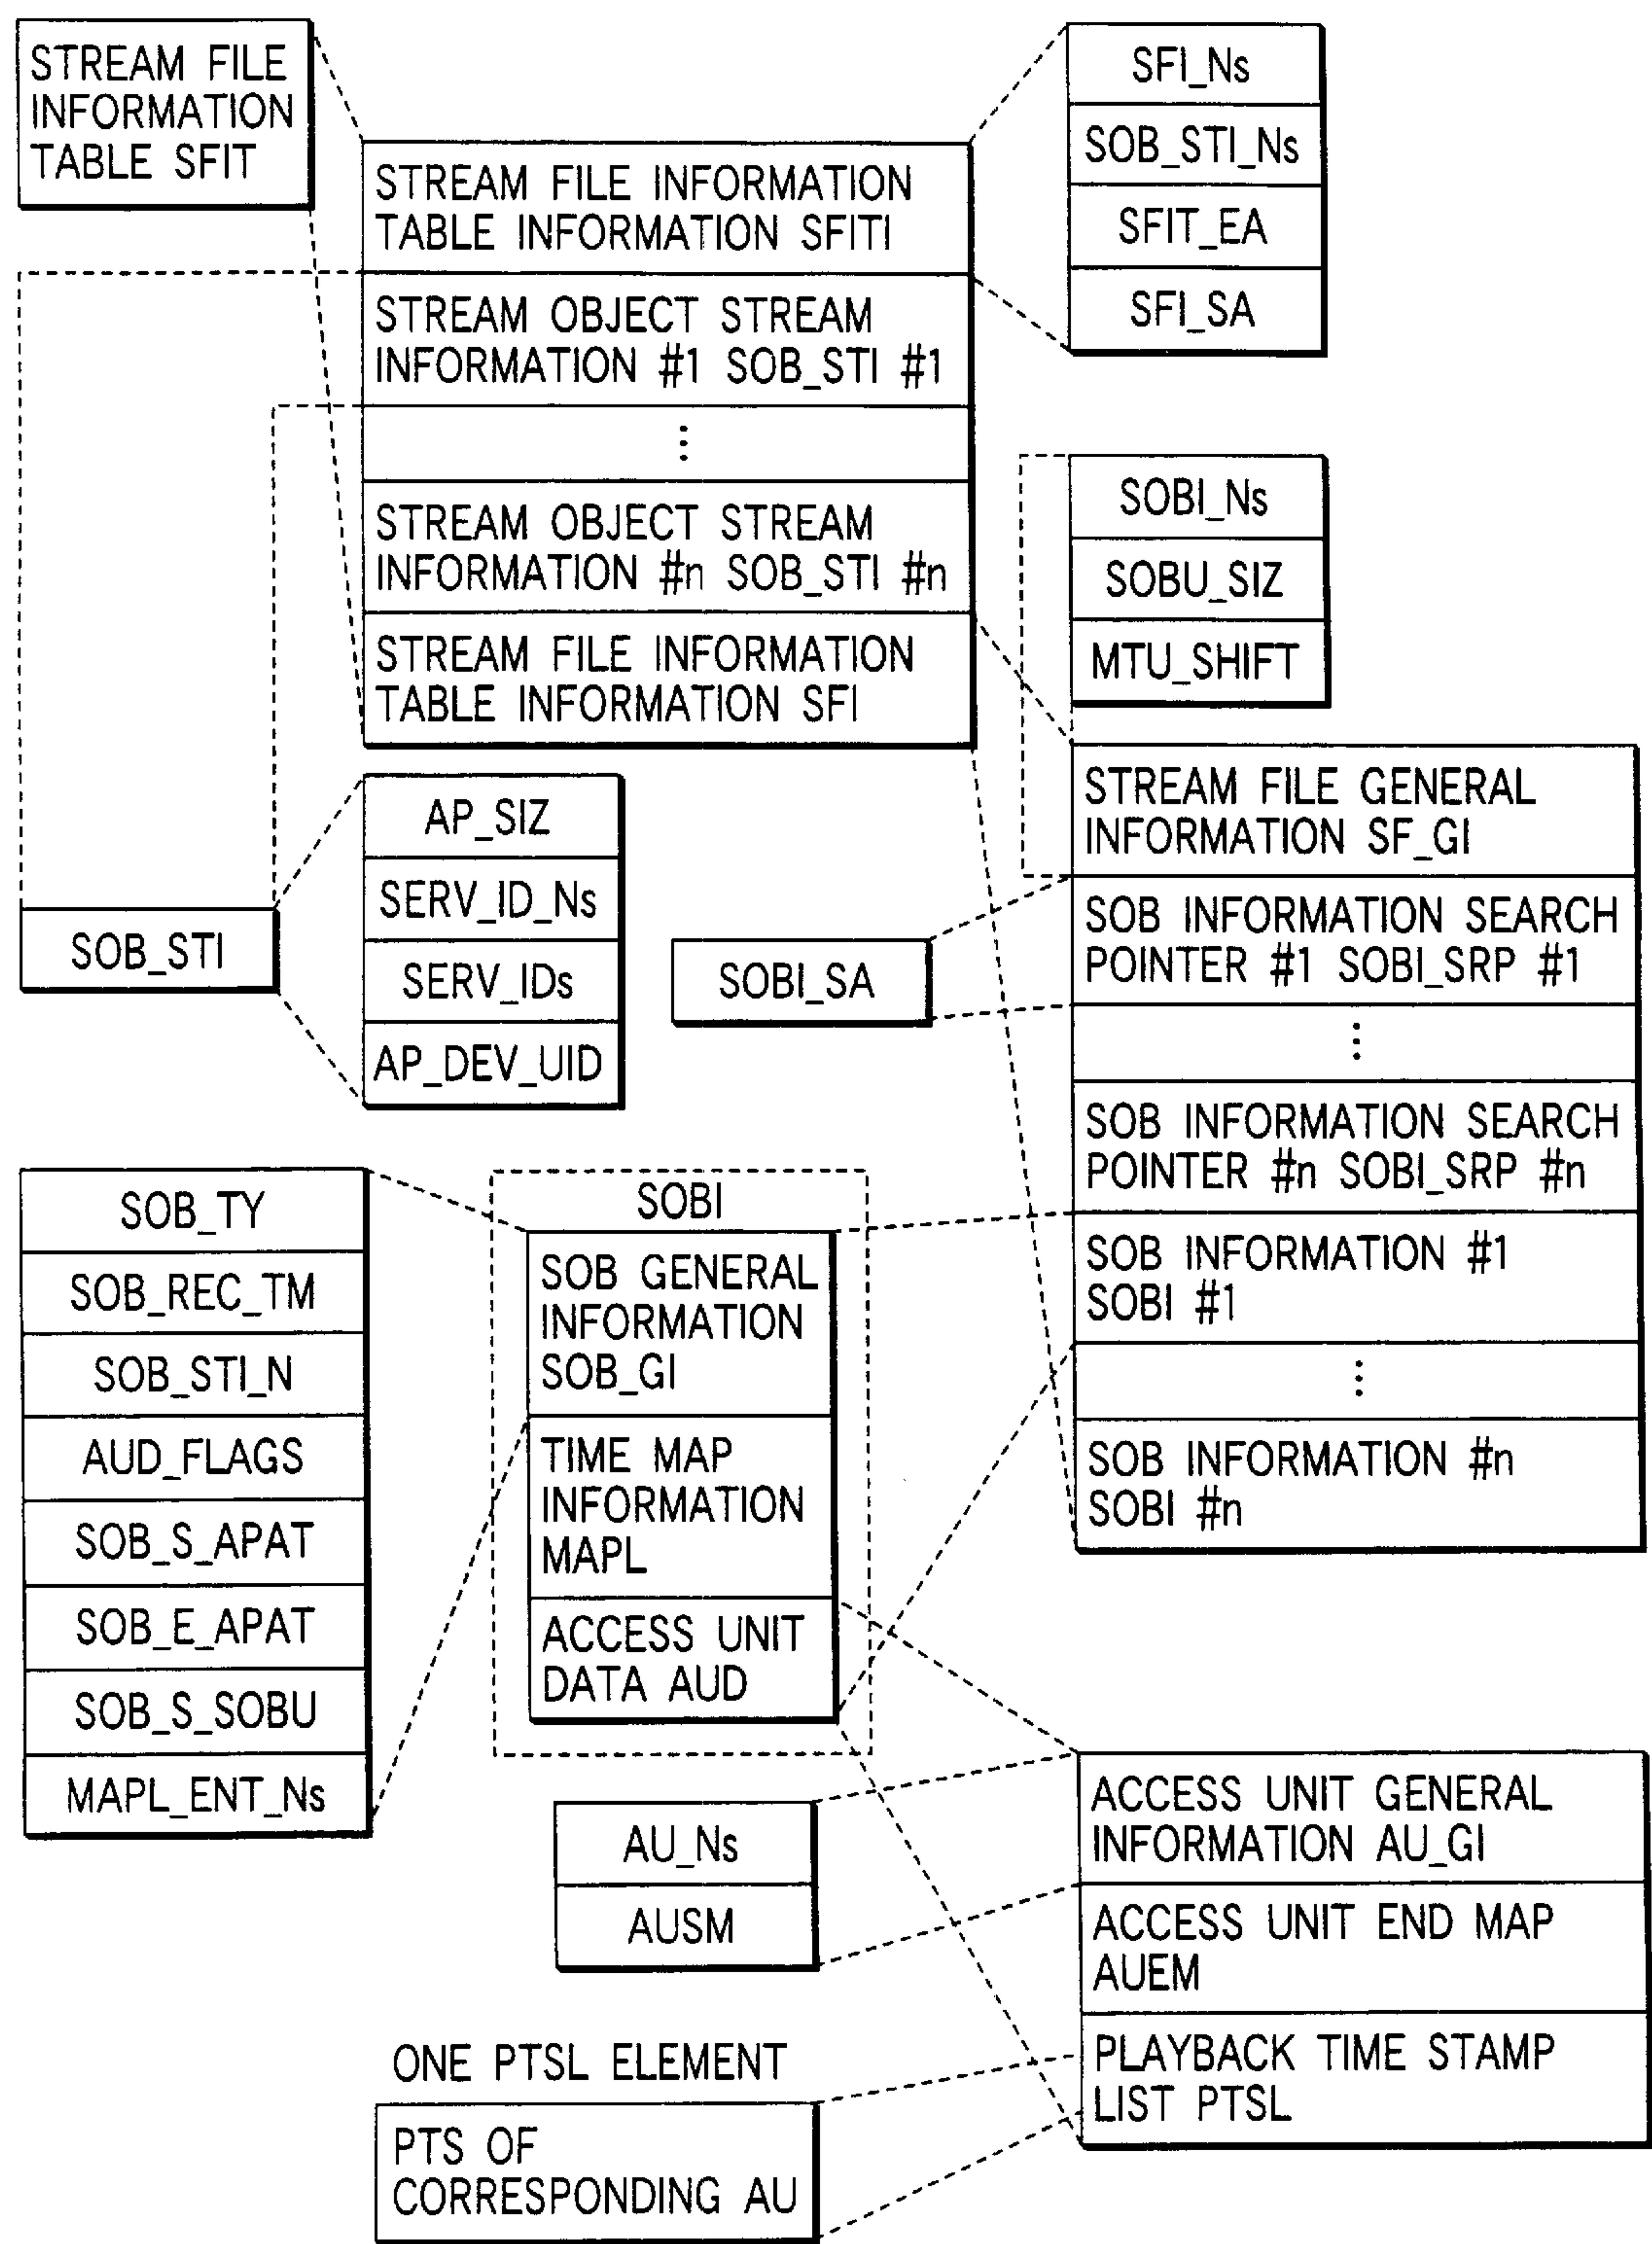 STREAM FILE
INFORMATION
TABLE SFIT
STREAM FILE INFORMATION
TABLE INFORMATION SFITI
STREAM OBJECT STREAM
INFORMATION #1 SOB_STI #1
⋮
STREAM OBJECT STREAM
INFORMATION #n SOB_STI #n
STREAM FILE INFORMATION
TABLE INFORMATION SFI
SFI_Ns
SOB_STI_Ns
SFIT_EA
SFI_SA
SOBI_Ns
SOBU_SIZ
MTU_SHIFT
STREAM FILE GENERAL
INFORMATION SF_GI
SOB INFORMATION SEARCH
POINTER #1 SOBI_SRP #1
⋮
SOB INFORMATION SEARCH
POINTER #n SOBI_SRP #n
SOB INFORMATION #1
SOBI #1
⋮
SOB INFORMATION #n
SOBI #n
SOB_STI
AP_SIZ
SERV_ID_Ns
SERV_IDs
AP_DEV_UID
SOBI_SA
SOB_TY
SOB_REC_TM
SOB_STI_N
AUD_FLAGS
SOB_S_APAT
SOB_E_APAT
SOB_S_SOBU
MAPL_ENT_Ns
SOBI
SOB GENERAL
INFORMATION
SOB_GI
TIME MAP
INFORMATION
MAPL
ACCESS UNIT
DATA AUD
AU_Ns
AUSM
ACCESS UNIT GENERAL
INFORMATION AU_GI
ACCESS UNIT END MAP
AUEM
PLAYBACK TIME STAMP
LIST PTSL
ONE PTSL ELEMENT
PTS OF
CORRESPONDING AU